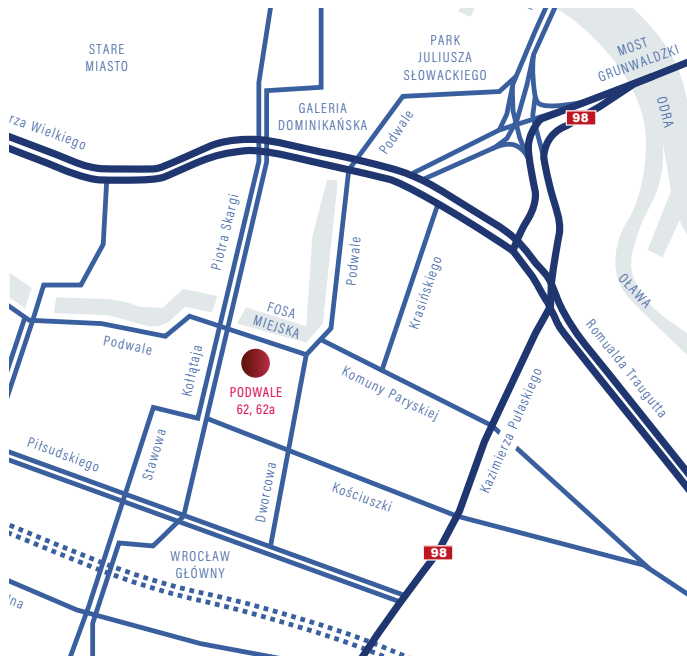 STARE
MIASTO
PARK
JULIUSZA
SŁOWACKIEGO
MOST
GRUNWALDZKI
98
ODRA
GALERIA
DOMINIKAŃSKA
rza Wielkiego
Podwale
Piotra Skargi
Podwale
Krasińskiego
OŁAWA
FOSA
MIEJSKA
Podwale
Kołłątaja
PODWALE
62, 62a
Komuny Paryskiej
Romualda Traugutta
Kazimierza Pułaskiego
Piłsudskiego
Stawowa
Dworcowa
Kościuszki
98
WROCŁAW
GŁÓWNY
na